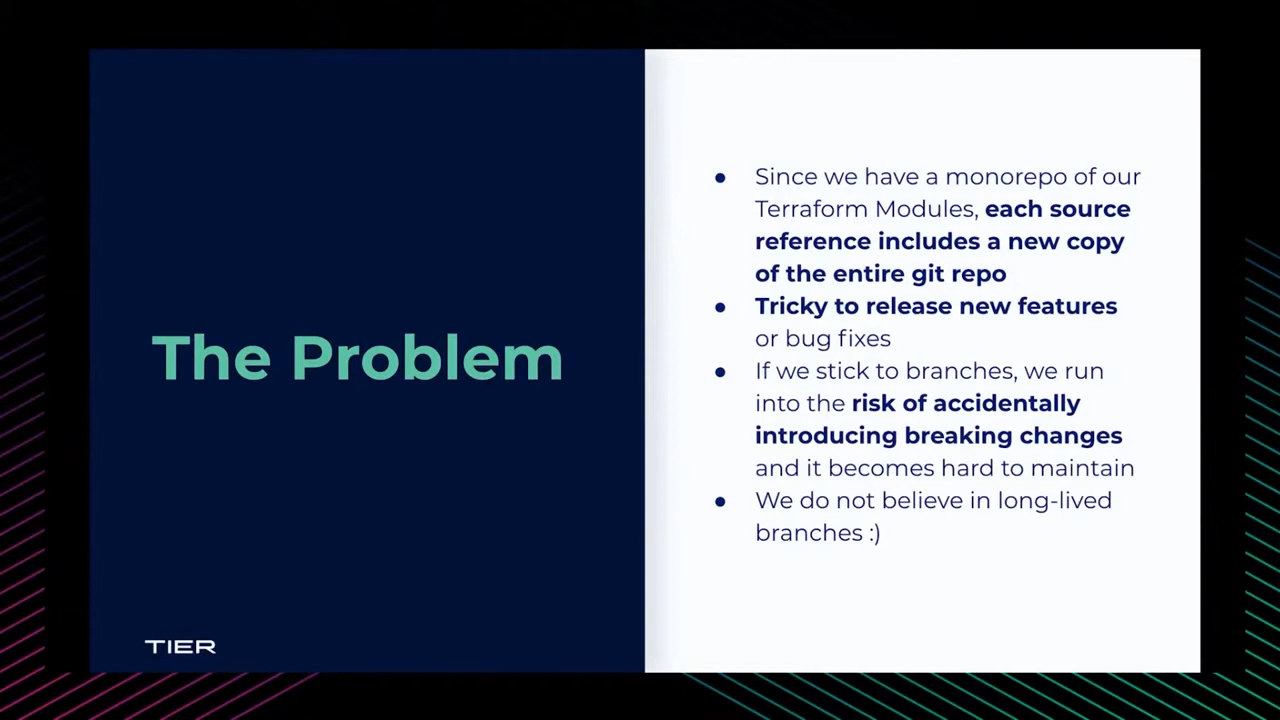 The Problem
TIER
● Since we have a monorepo of our
Terraform Modules, each source
reference includes a new copy
of the entire git repo
● Tricky to release new features
or bug fixes
● If we stick to branches, we run
into the risk of accidentally
introducing breaking changes
and it becomes hard to maintain
● We do not believe in long-lived
branches :)